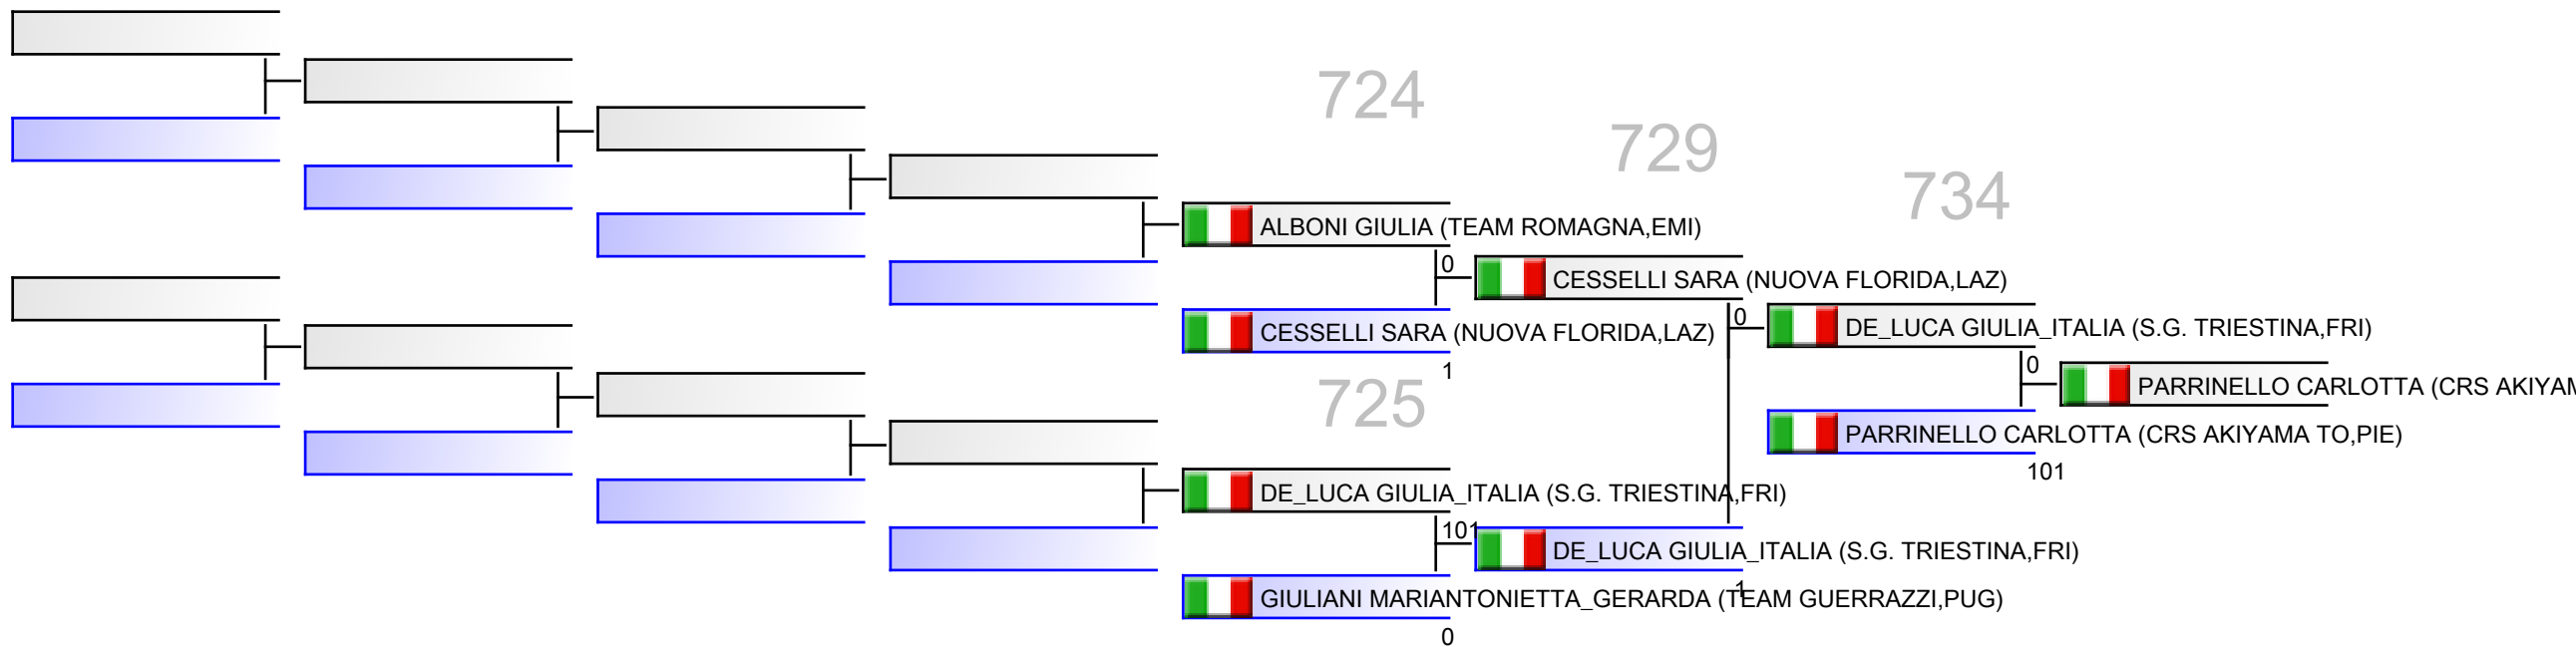 724
729
734
ALBONI GIULIA (TEAM ROMAGNA,EMI)
0
CESSELLI SARA (NUOVA FLORIDA,LAZ)
CESSELLI SARA (NUOVA FLORIDA,LAZ)
1
0
DE_LUCA GIULIA_ITALIA (S.G. TRIESTINA,FRI)
0
PARRINELLO CARLOTTA (CRS AKIYAM
PARRINELLO CARLOTTA (CRS AKIYAMA TO,PIE)
101
725
DE_LUCA GIULIA_ITALIA (S.G. TRIESTINA,FRI)
101
DE_LUCA GIULIA_ITALIA (S.G. TRIESTINA,FRI)
1
GIULIANI MARIANTONIETTA_GERARDA (TEAM GUERRAZZI,PUG)
0